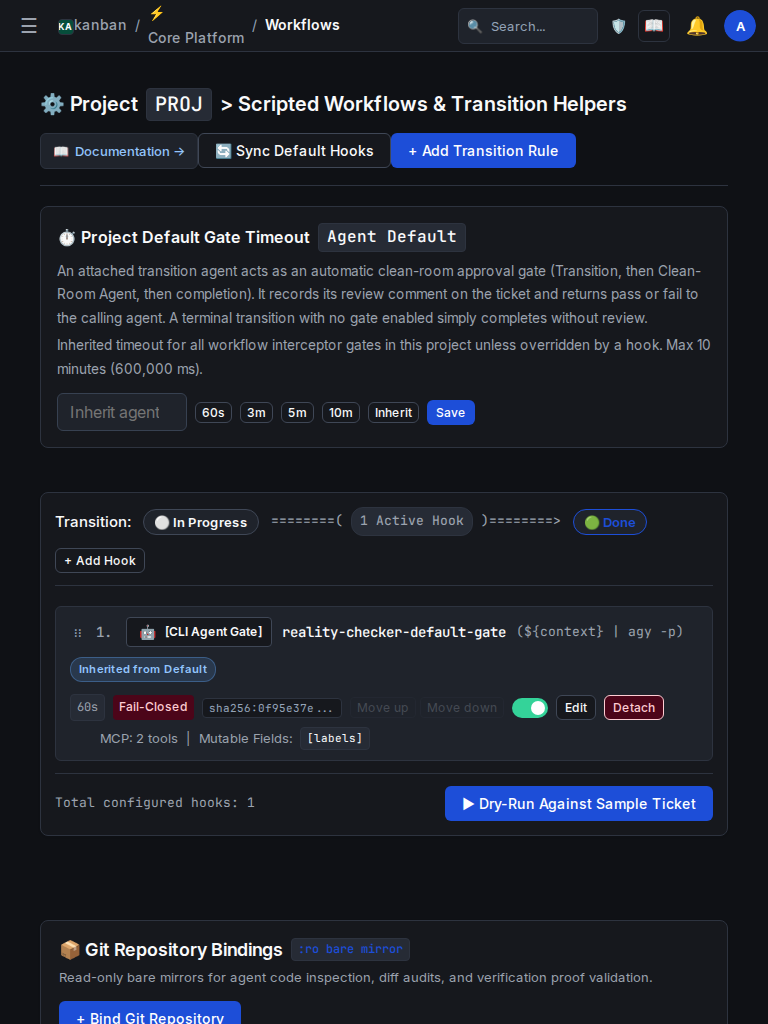 KA kanban / ⚡ Core Platform / Workflows
Search...
A
⚙️ Project PROJ > Scripted Workflows & Transition Helpers
📖 Documentation →
🔄 Sync Default Hooks
+ Add Transition Rule
⏱️ Project Default Gate Timeout Agent Default
An attached transition agent acts as an automatic clean-room approval gate (Transition, then Clean-
Room Agent, then completion). It records its review comment on the ticket and returns pass or fail to
the calling agent. A terminal transition with no gate enabled simply completes without review.
Inherited timeout for all workflow interceptor gates in this project unless overridden by a hook. Max 10
minutes (600,000 ms).
Inherit agent 60s 3m 5m 10m Inherit Save
Transition: ⚪ In Progress ========( 1 Active Hook )========> 🟢 Done
+ Add Hook
⠿ 1. 🤖 [CLI Agent Gate] reality-checker-default-gate (${context} | agy -p)
Inherited from Default
60s Fail-Closed sha256:0f95e37e... Move up Move down Edit Detach
MCP: 2 tools | Mutable Fields: [labels]
Total configured hooks: 1
▶ Dry-Run Against Sample Ticket
📦 Git Repository Bindings :ro bare mirror
Read-only bare mirrors for agent code inspection, diff audits, and verification proof validation.
+ Bind Git Repository